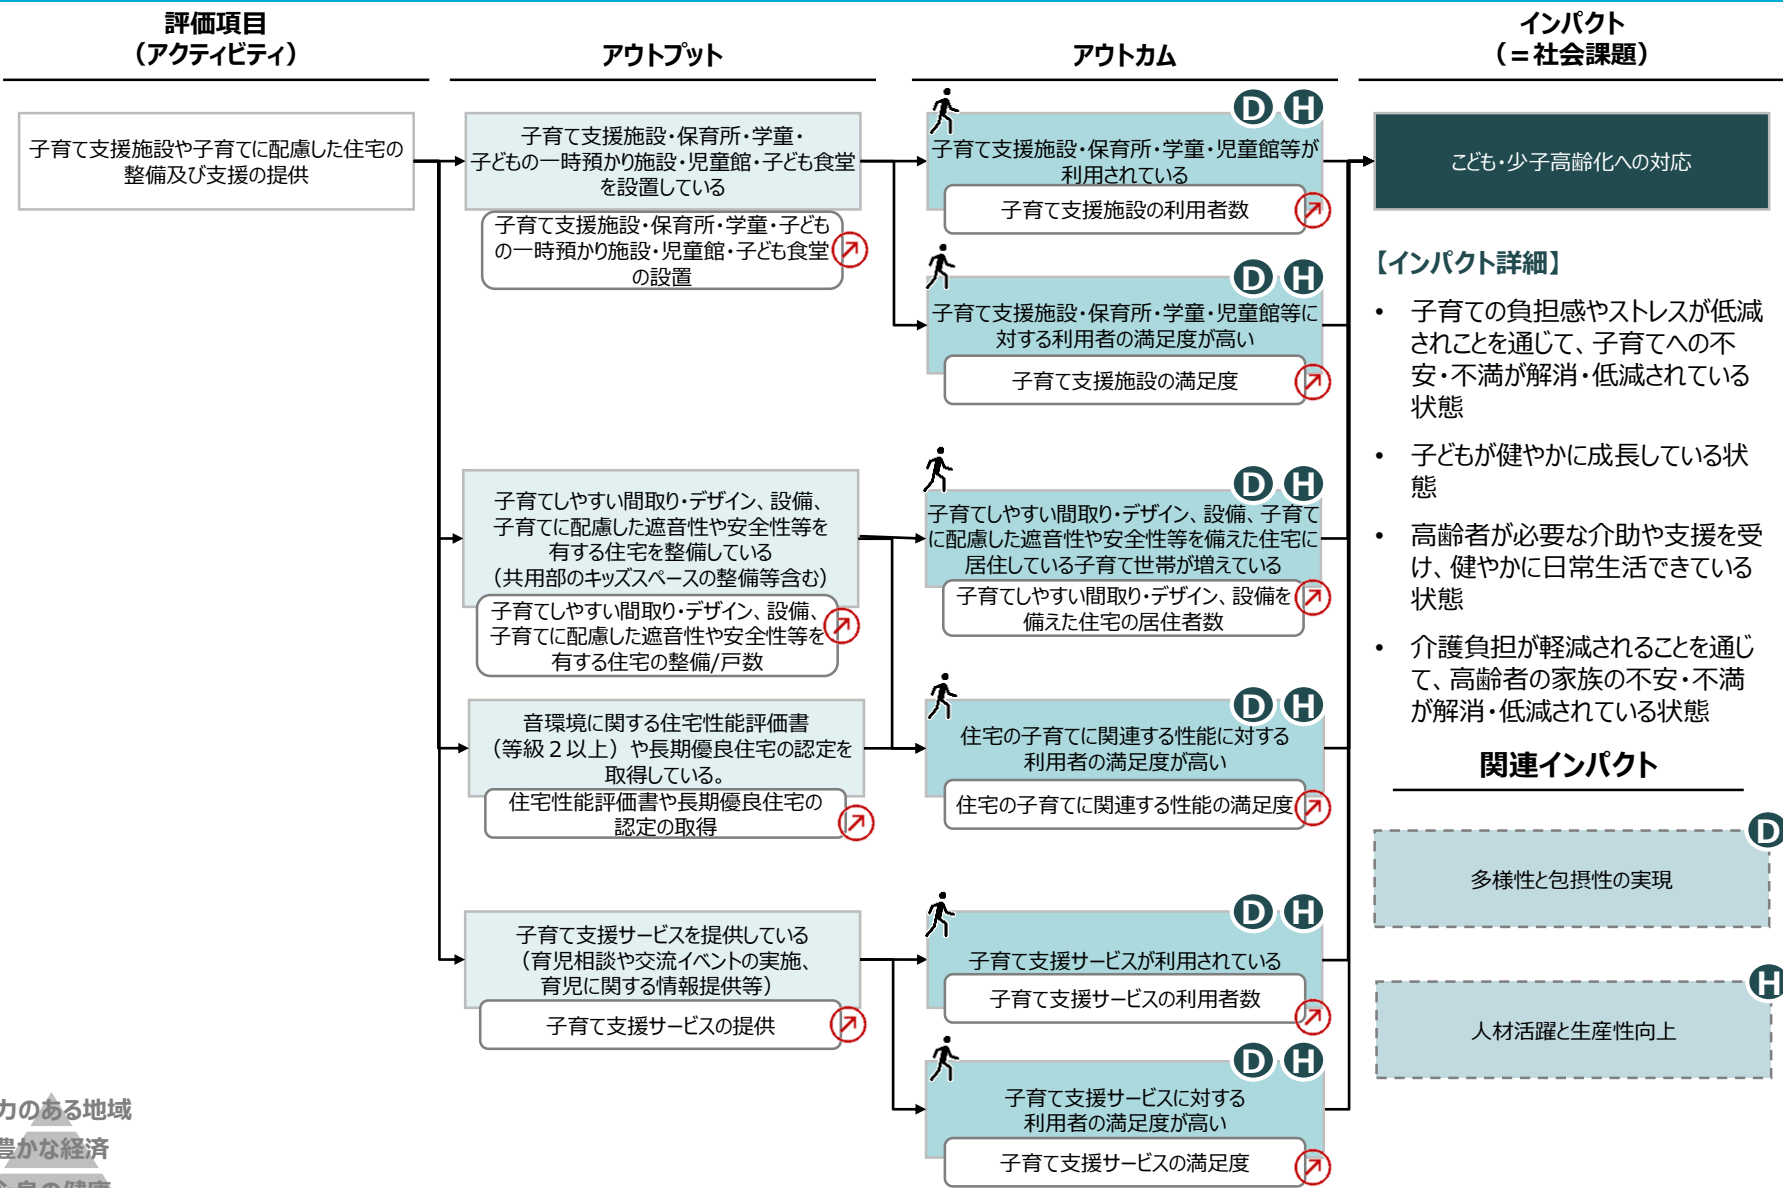 評価項目
（アクティビティ）
アウトプット
アウトカム
インパクト
（＝社会課題）
子育て支援施設や子育てに配慮した住宅の
整備及び支援の提供
子育て支援施設・保育所・学童・
子どもの一時預かり施設・児童館・子ども食堂
を設置している
子育て支援施設・保育所・学童・子ども
の一時預かり施設・児童館・子ども食堂
の設置
子育てしやすい間取り・デザイン、設備、
子育てに配慮した遮音性や安全性等を
有する住宅を整備している
（共用部のキッズスペースの整備等含む）
子育てしやすい間取り・デザイン、設備、
子育てに配慮した遮音性や安全性等を
有する住宅の整備/戸数
音環境に関する住宅性能評価書
（等級２以上）や長期優良住宅の認定を
取得している。
住宅性能評価書や長期優良住宅の
認定の取得
子育て支援サービスを提供している
（育児相談や交流イベントの実施、
育児に関する情報提供等）
子育て支援サービスの提供
D H
子育て支援施設・保育所・学童・児童館等が
利用されている
子育て支援施設の利用者数
D H
子育て支援施設・保育所・学童・児童館等に
対する利用者の満足度が高い
子育て支援施設の満足度
D H
子育てしやすい間取り・デザイン、設備、子育て
に配慮した遮音性や安全性等を備えた住宅に
居住している子育て世帯が増えている
子育てしやすい間取り・デザイン、設備を
備えた住宅の居住者数
D H
住宅の子育てに関連する性能に対する
利用者の満足度が高い
住宅の子育てに関連する性能の満足度
D H
子育て支援サービスが利用されている
子育て支援サービスの利用者数
D H
子育て支援サービスに対する
利用者の満足度が高い
子育て支援サービスの満足度
こども・少子高齢化への対応
【インパクト詳細】
• 子育ての負担感やストレスが低減
されことを通じて、子育てへの不
安・不満が解消・低減されている
状態
• 子どもが健やかに成長している状
態
• 高齢者が必要な介助や支援を受
け、健やかに日常生活できている
状態
• 介護負担が軽減されることを通じ
て、高齢者の家族の不安・不満
が解消・低減されている状態
関連インパクト
D
多様性と包摂性の実現
H
人材活躍と生産性向上
力のある地域
豊かな経済